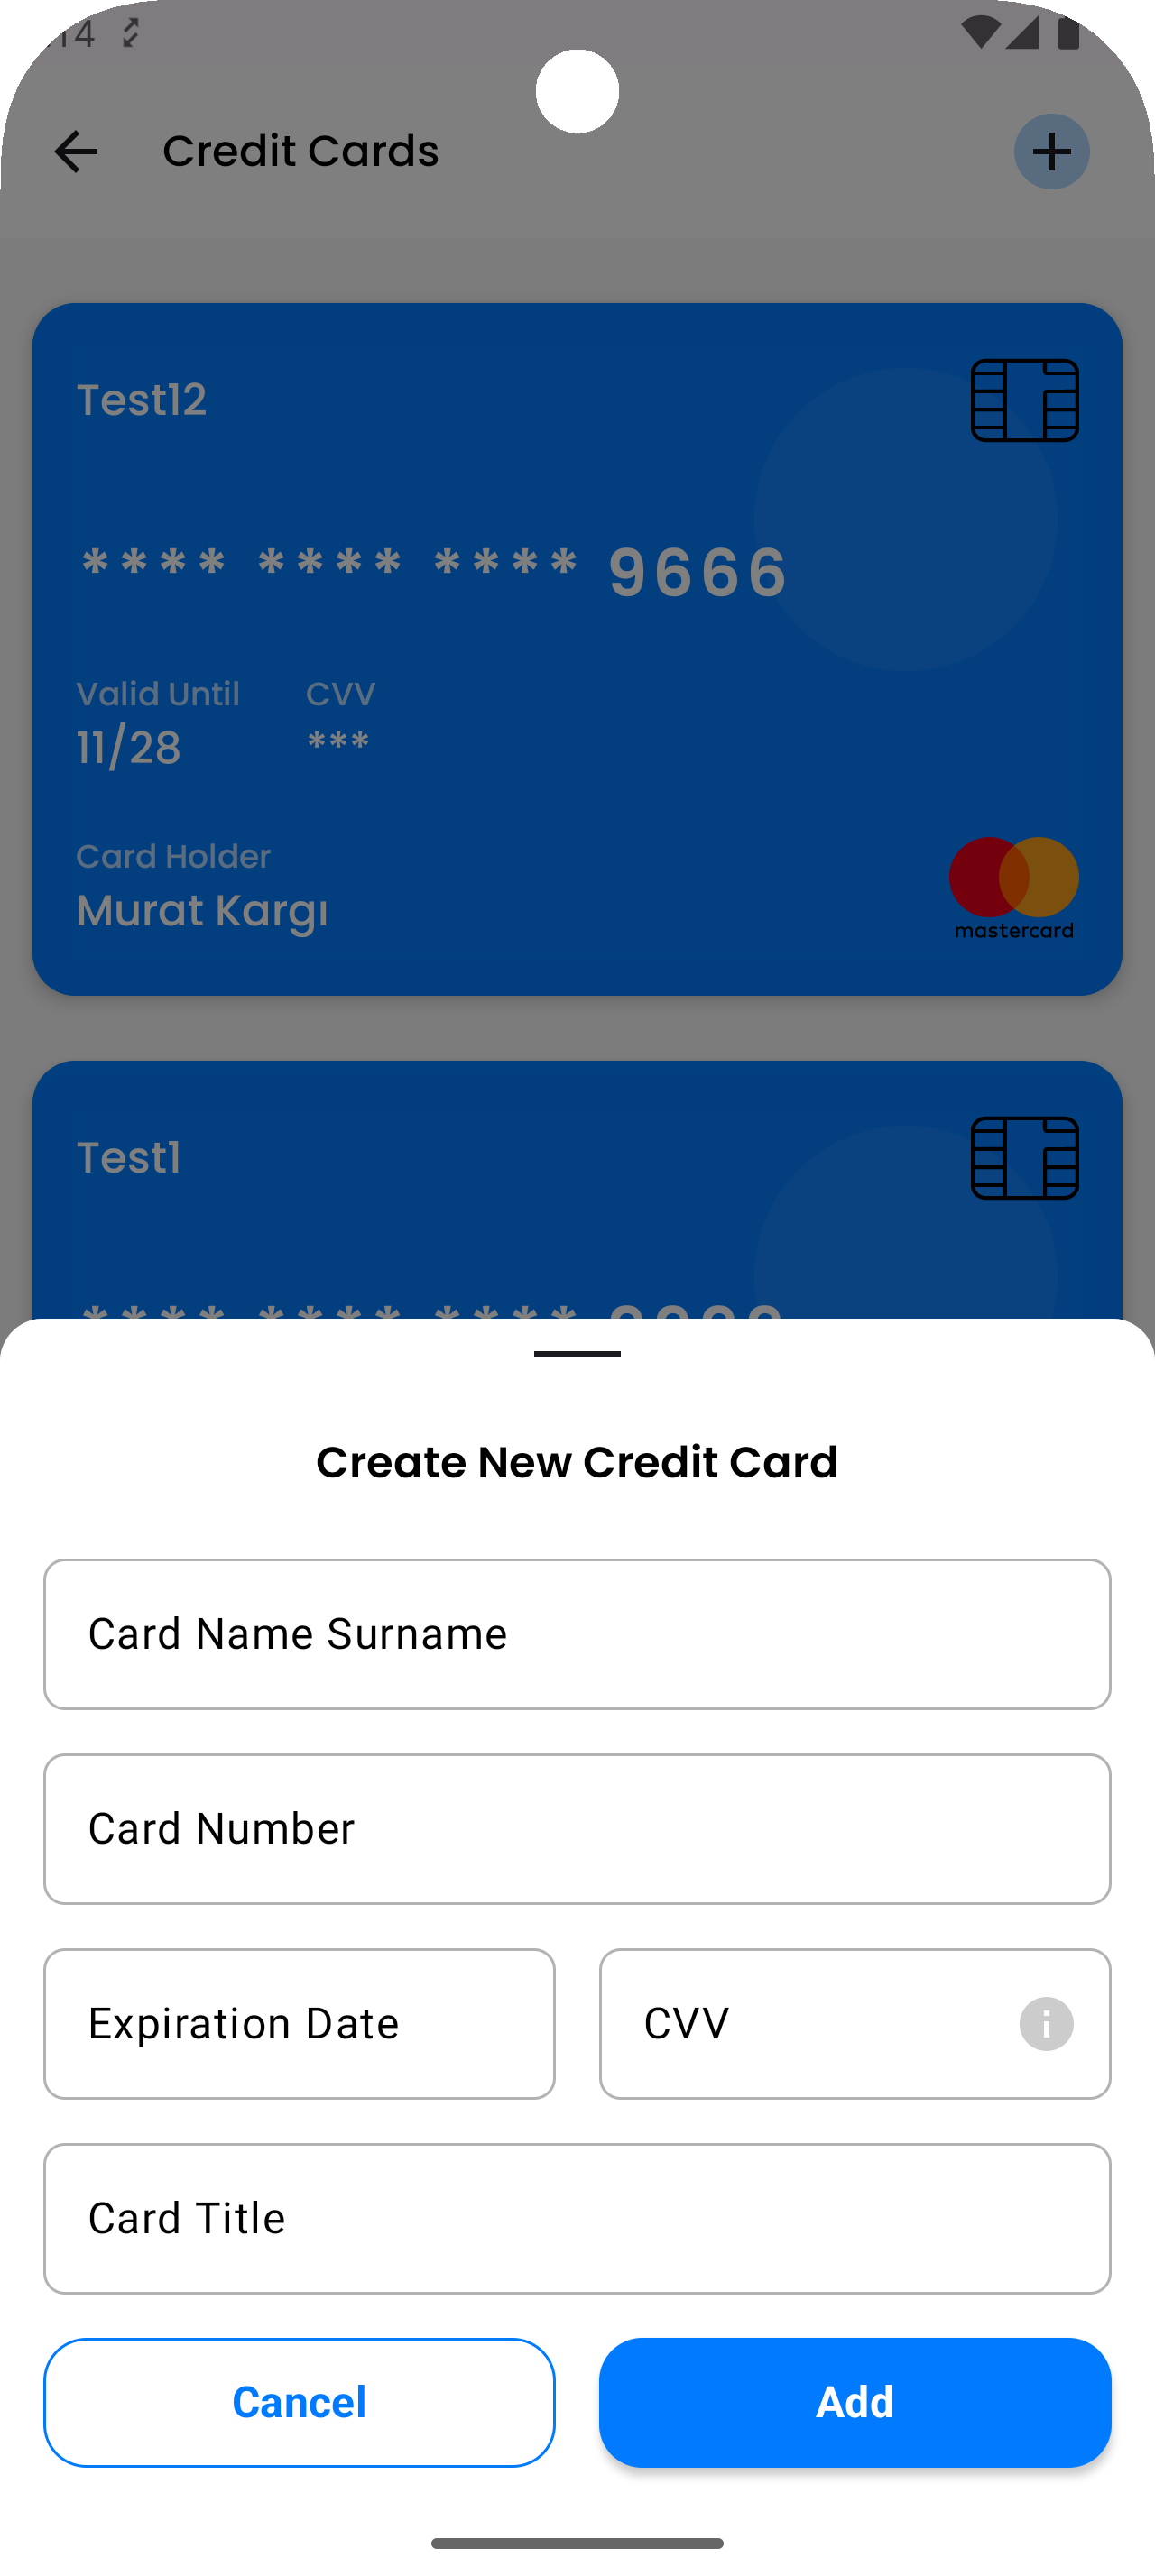 14
Credit Cards
Test12
**** **** **** 9666
Valid Until CVV
11/28 ***
Card Holder
Murat Kargı
mastercard
Test1
Create New Credit Card
Card Name Surname
Card Number
Expiration Date CVV
Card Title
Cancel Add